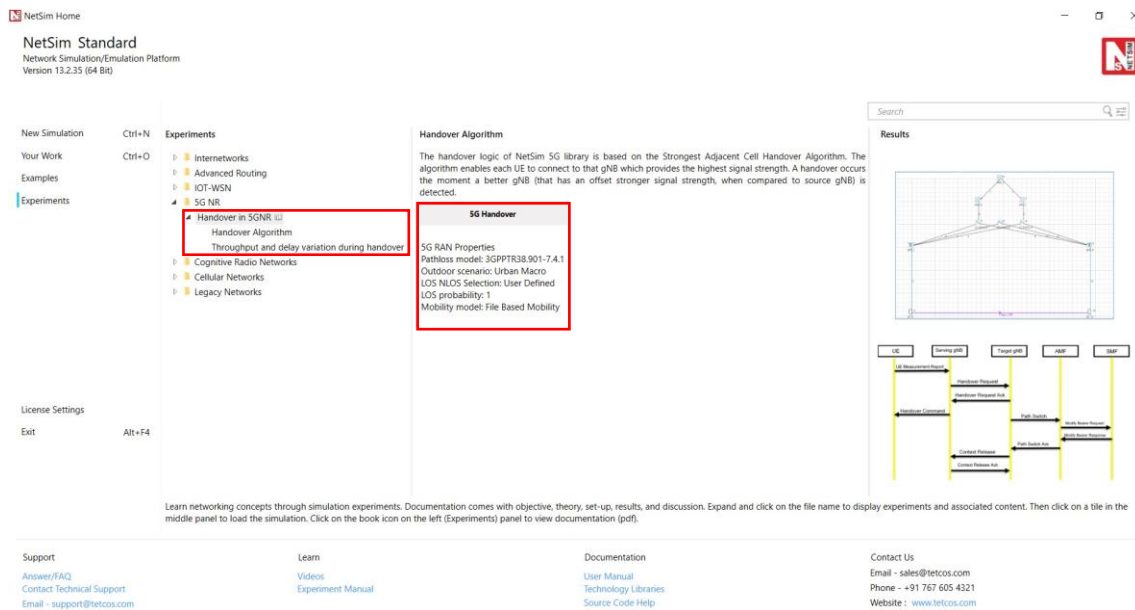 NetSim Home
NetSim Standard
Network Simulation/Emulation Platform
Version 13.2.35 (64 Bit)
NETSIM
Search
New Simulation Ctrl+N
Your Work Ctrl+O
Examples
Experiments
License Settings
Exit Alt+F4
Experiments
Internetworks
Advanced Routing
IOT-WSN
5G NR
Handover in 5GNR
Handover Algorithm
Throughput and delay variation during handover
Cognitive Radio Networks
Cellular Networks
Legacy Networks
Handover Algorithm
The handover logic of NetSim 5G library is based on the Strongest Adjacent Cell Handover Algorithm. The
algorithm enables each UE to connect to that gNB which provides the highest signal strength. A handover occurs
the moment a better gNB (that has an offset stronger signal strength, when compared to source gNB) is
detected.
5G Handover
5G RAN Properties
Pathloss model: 3GPPTR38.901-7.4.1
Outdoor scenario: Urban Macro
LOS NLOS Selection: User Defined
LOS probability: 1
Mobility model: File Based Mobility
Results
UE Serving gNB Target gNB AMF SMF
UE Measurement Report
Handover Request
Handover Request Ack
Handover Command
Path Switch
Modify Bearer Request
Modify Bearer Response
Path Switch Ack
Context Release
Context Release Ack
Learn networking concepts through simulation experiments. Documentation comes with objective, theory, set-up, results, and discussion. Expand and click on the file name to display experiments and associated content. Then click on a tile in the
middle panel to load the simulation. Click on the book icon on the left (Experiments) panel to view documentation (pdf).
Support
Answer/FAQ
Contact Technical Support
Email - support@tetcos.com
Learn
Videos
Experiment Manual
Documentation
User Manual
Technology Libraries
Source Code Help
Contact Us
Email - sales@tetcos.com
Phone - +91 767 605 4321
Website : www.tetcos.com